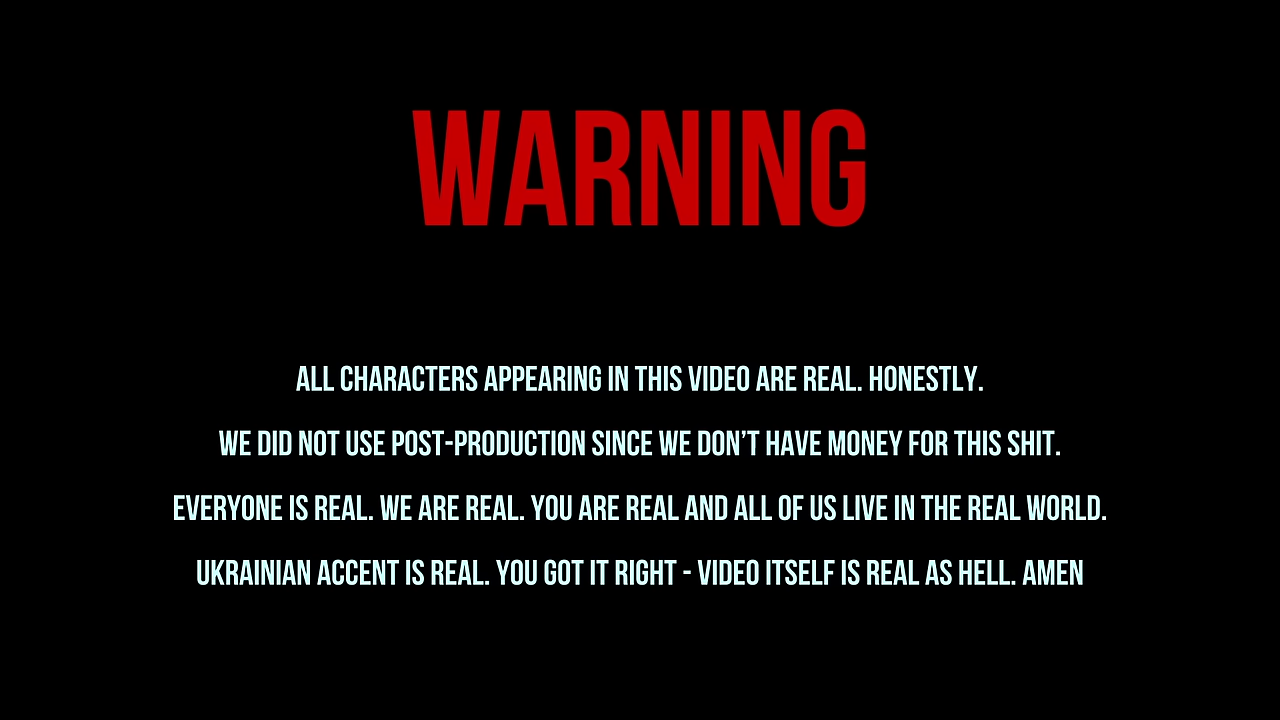 WARNING
ALL CHARACTERS APPEARING IN THIS VIDEO ARE REAL. HONESTLY.
WE DID NOT USE POST-PRODUCTION SINCE WE DON’T HAVE MONEY FOR THIS SHIT.
EVERYONE IS REAL. WE ARE REAL. YOU ARE REAL AND ALL OF US LIVE IN THE REAL WORLD.
UKRAINIAN ACCENT IS REAL. YOU GOT IT RIGHT - VIDEO ITSELF IS REAL AS HELL. AMEN